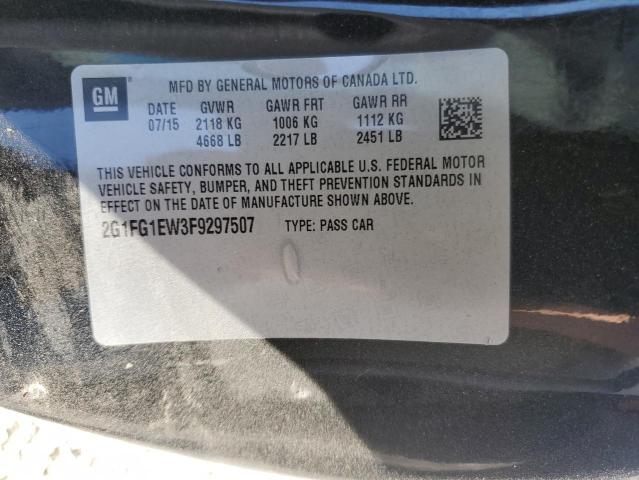 GM
MFD BY GENERAL MOTORS OF CANADA LTD.
DATE GVWR GAWR FRT GAWR RR
07/15 2118 KG 1006 KG 1112 KG
4668 LB 2217 LB 2451 LB
THIS VEHICLE CONFORMS TO ALL APPLICABLE U.S. FEDERAL MOTOR
VEHICLE SAFETY, BUMPER, AND THEFT PREVENTION STANDARDS IN
EFFECT ON THE DATE OF MANUFACTURE SHOWN ABOVE.
2G1FG1EW3F9297507 TYPE: PASS CAR